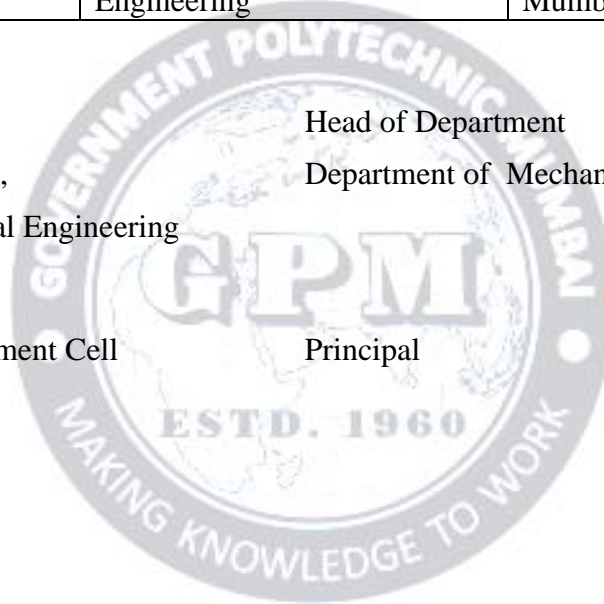 Engineering
GOVERNMENT POLYTECHNIC MUMBAI
Head of Department
,
Department of Mechan
al Engineering
GPM
ment Cell
Principal
ESTD. 1960
MAKING KNOWLEDGE TO WORK